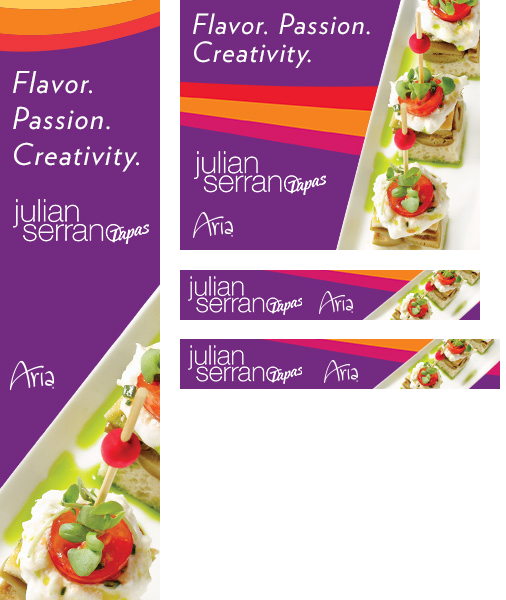 Flavor.
Passion.
Creativity.
julian
serrano Tapas
Aria
Flavor. Passion.
Creativity.
julian
serrano Tapas
Aria
julian
serrano Tapas
Aria
julian
serrano Tapas
Aria